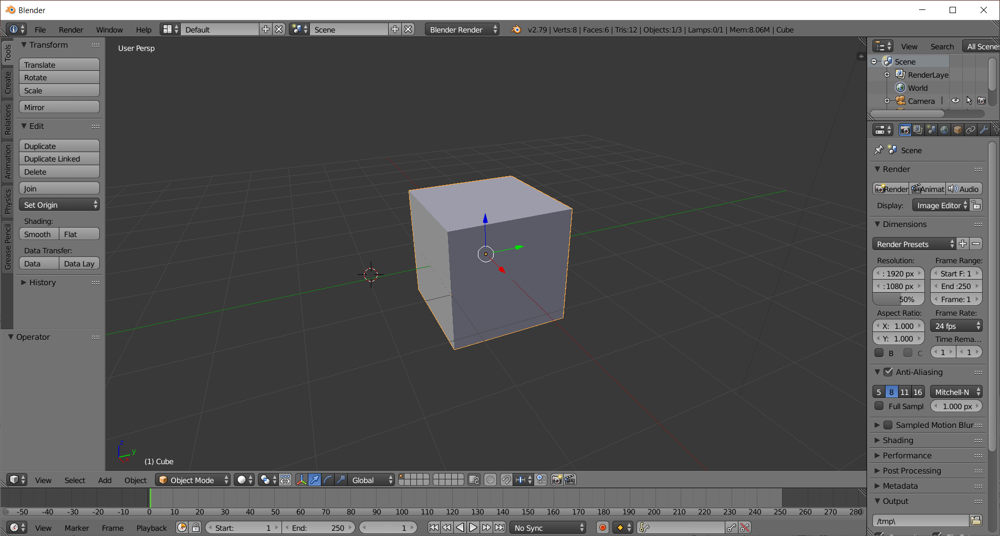 Blender
File Render Window Help Default Scene Blender Render v2.79 | Verts:8 | Faces:6 | Tris:12 | Objects:1/3 | Lamps:0/1 | Mem:8.06M | Cube
Tools
Create
Relations
Animation
Physics
Grease Pencil
Transform
Translate
Rotate
Scale
Mirror
Edit
Duplicate
Duplicate Linked
Delete
Join
Set Origin
Shading:
Smooth Flat
Data Transfer:
Data Data Lay
History
Operator
User Persp
z
y
x
(1) Cube
View Search All Scenes
Scene
RenderLaye
World
Camera
Scene
Render
Render Animat Audio
Display: Image Editor
Dimensions
Render Presets
Resolution: Frame Range:
: 1920 px Start F: 1
: 1080 px End :250
50% Frame: 1
Aspect Ratio: Frame Rate:
X: 1.000 24 fps
Y: 1.000 Time Rema...
B C 1 1
Anti-Aliasing
5 8 11 16 Mitchell-N
Full Sampl 1.000 px
Sampled Motion Blur
Shading
Performance
Post Processing
Metadata
Output
/tmp\
View Select Add Object Object Mode Global
-50 -40 -30 -20 -10 0 10 20 30 40 50 60 70 80 90 100 110 120 130 140 150 160 170 180 190 200 210 220 230 240 250 260 270 280
View Marker Frame Playback Start: 1 End: 250 1 No Sync